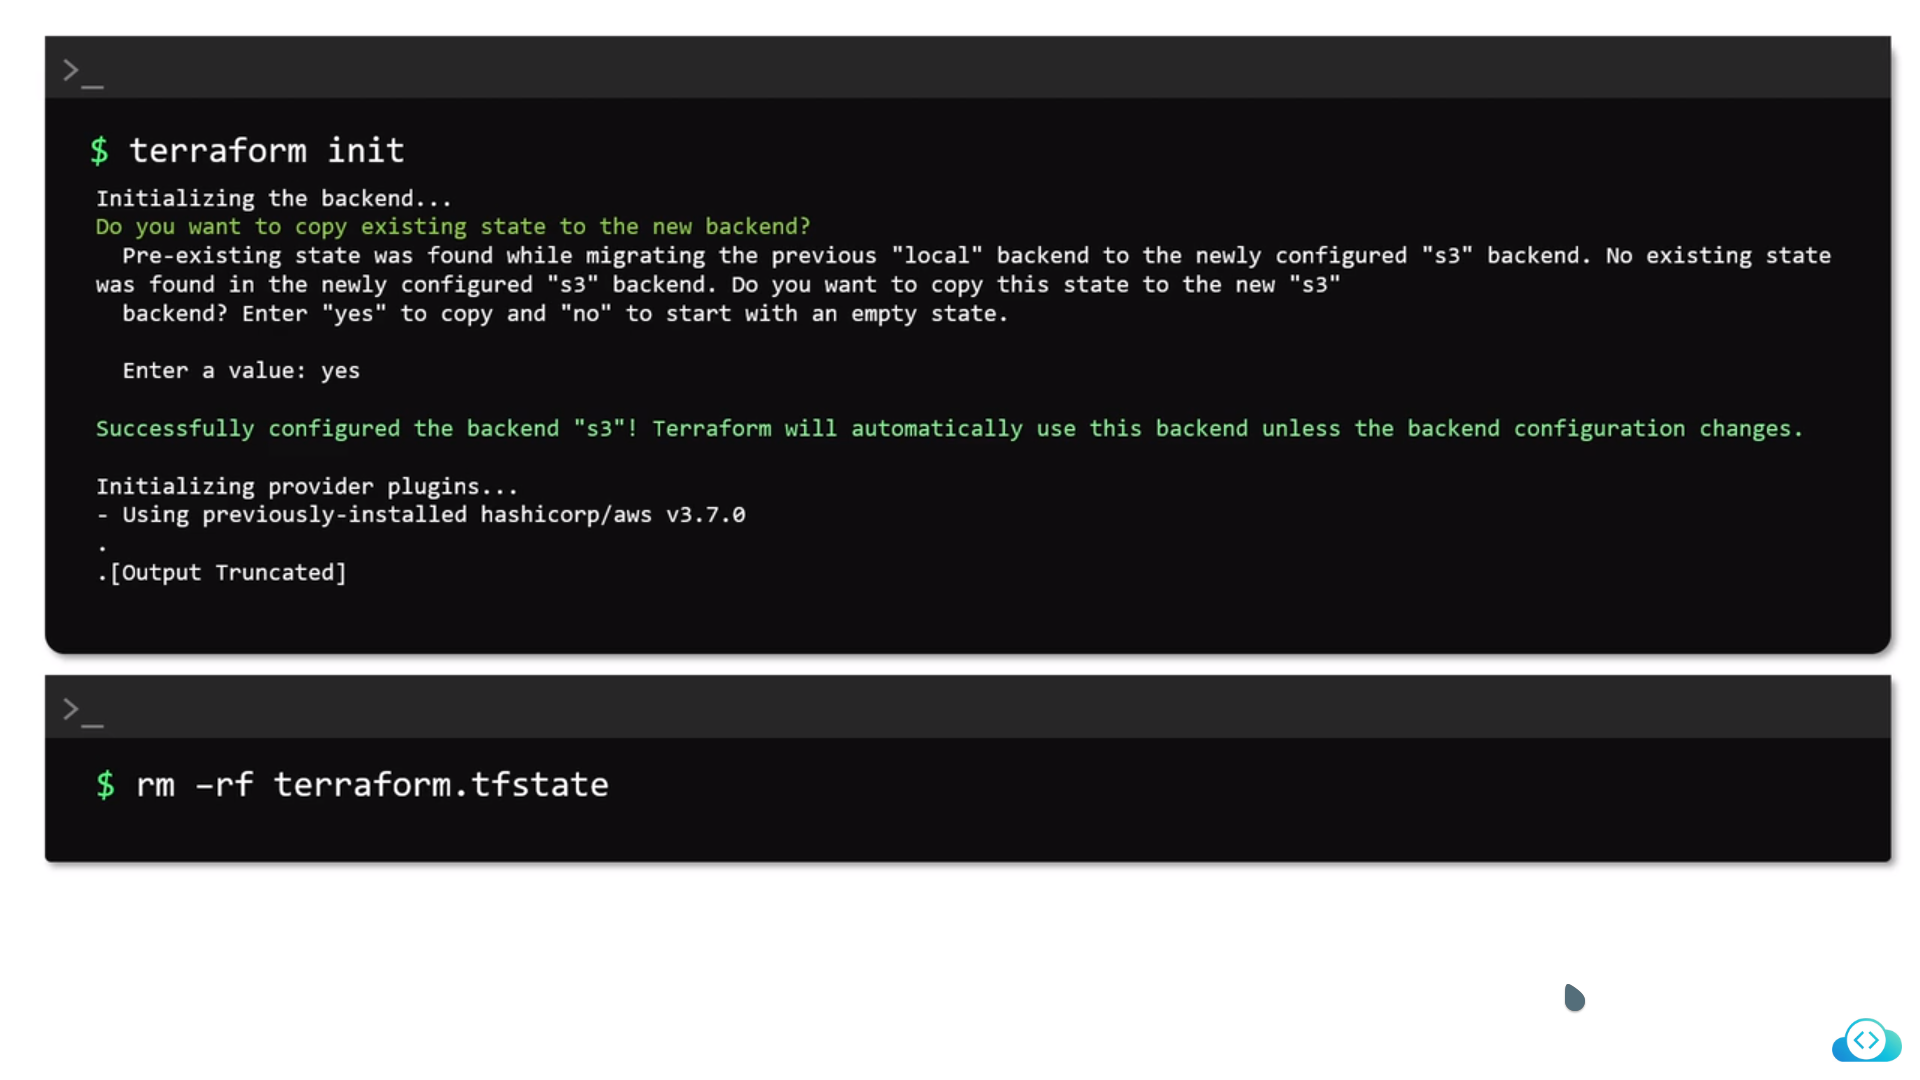 >_
$ terraform init
Initializing the backend...
Do you want to copy existing state to the new backend?
Pre-existing state was found while migrating the previous "local" backend to the newly configured "s3" backend. No existing state
was found in the newly configured "s3" backend. Do you want to copy this state to the new "s3"
backend? Enter "yes" to copy and "no" to start with an empty state.
Enter a value: yes
Successfully configured the backend "s3"! Terraform will automatically use this backend unless the backend configuration changes.
Initializing provider plugins...
- Using previously-installed hashicorp/aws v3.7.0
.
.[Output Truncated]
>_
$ rm –rf terraform.tfstate